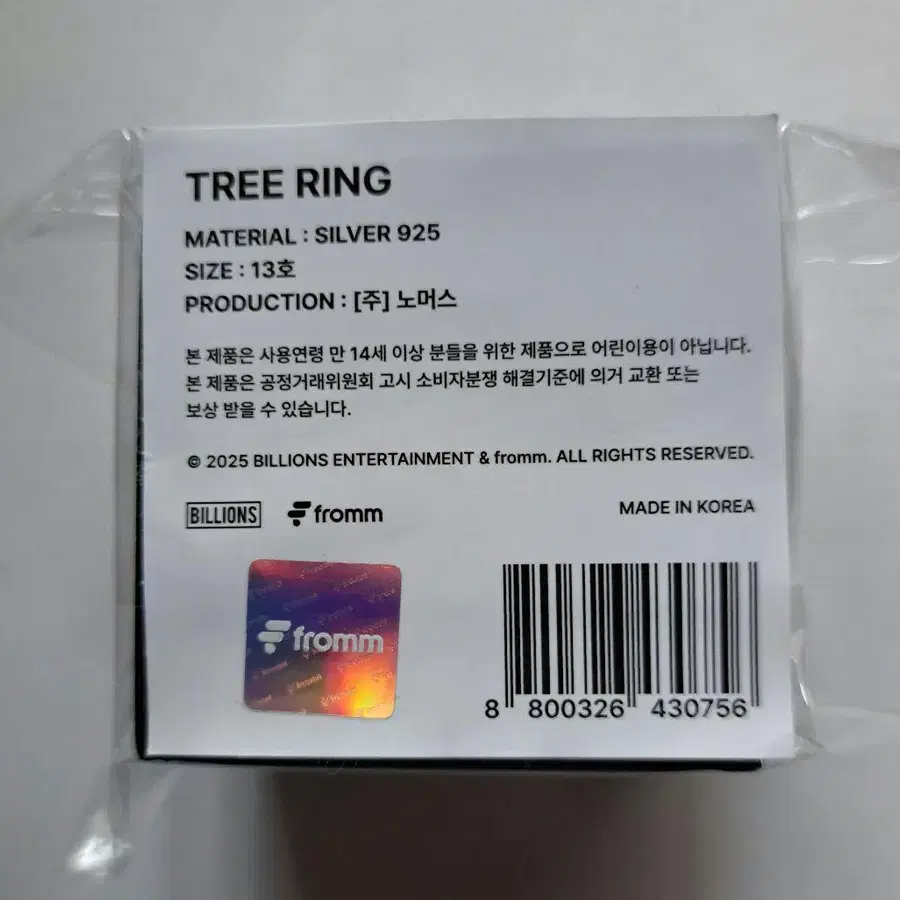 TREE RING
MATERIAL : SILVER 925
SIZE : 13호
PRODUCTION : [주] 노머스
본 제품은 사용연령 만 14세 이상 분들을 위한 제품으로 어린이용이 아닙니다.
본 제품은 공정거래위원회 고시 소비자분쟁 해결기준에 의거 교환 또는
보상 받을 수 있습니다.
© 2025 BILLIONS ENTERTAINMENT & fromm. ALL RIGHTS RESERVED.
BILLIONS fromm MADE IN KOREA
fromm
8 800326 430756